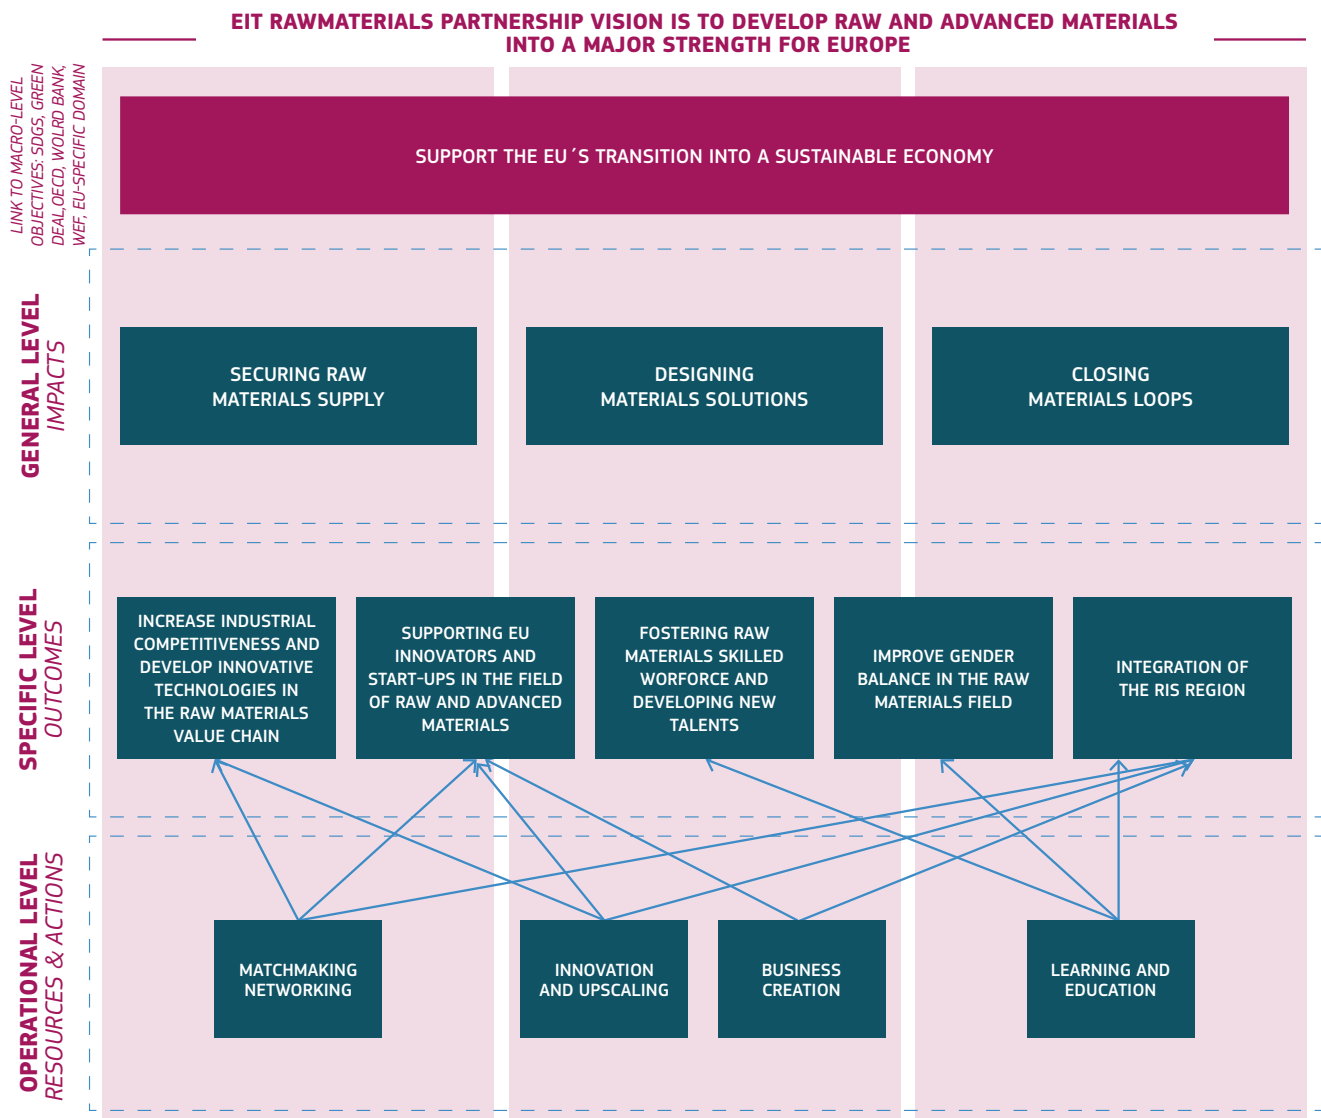 EIT RAWMATERIALS PARTNERSHIP VISION IS TO DEVELOP RAW AND ADVANCED MATERIALS
INTO A MAJOR STRENGTH FOR EUROPE
LINK TO MACRO-LEVEL
OBJECTIVES: SDGS, GREEN
DEAL,OECD, WOLRD BANK,
WEF, EU-SPECIFIC DOMAIN
SUPPORT THE EU´S TRANSITION INTO A SUSTAINABLE ECONOMY
GENERAL LEVEL
IMPACTS
SECURING RAW
MATERIALS SUPPLY
DESIGNING
MATERIALS SOLUTIONS
CLOSING
MATERIALS LOOPS
SPECIFIC LEVEL
OUTCOMES
INCREASE INDUSTRIAL
COMPETITIVENESS AND
DEVELOP INNOVATIVE
TECHNOLOGIES IN
THE RAW MATERIALS
VALUE CHAIN
SUPPORTING EU
INNOVATORS AND
START-UPS IN THE FIELD
OF RAW AND ADVANCED
MATERIALS
FOSTERING RAW
MATERIALS SKILLED
WORFORCE AND
DEVELOPING NEW
TALENTS
IMPROVE GENDER
BALANCE IN THE RAW
MATERIALS FIELD
INTEGRATION OF
THE RIS REGION
OPERATIONAL LEVEL
RESOURCES & ACTIONS
MATCHMAKING
NETWORKING
INNOVATION
AND UPSCALING
BUSINESS
CREATION
LEARNING AND
EDUCATION